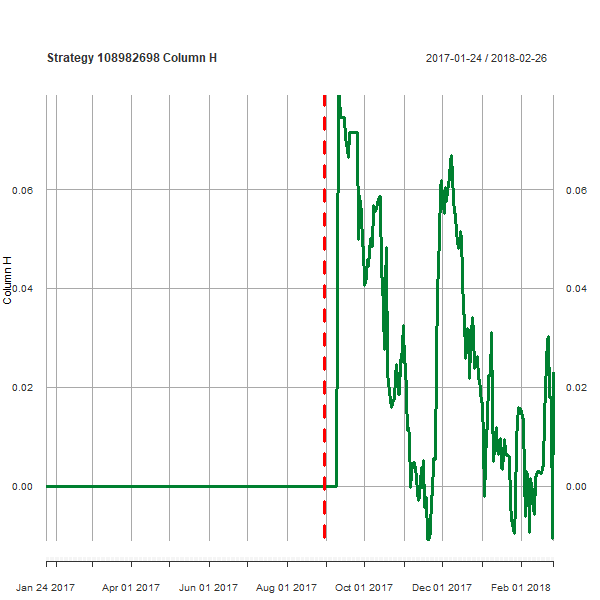 Strategy 108982698 Column H
2017-01-24 / 2018-02-26
0.06
0.06
0.04
0.04
Column H
0.02
0.02
0.00
0.00
Jan 24 2017
Apr 01 2017
Jun 01 2017
Aug 01 2017
Oct 01 2017
Dec 01 2017
Feb 01 2018